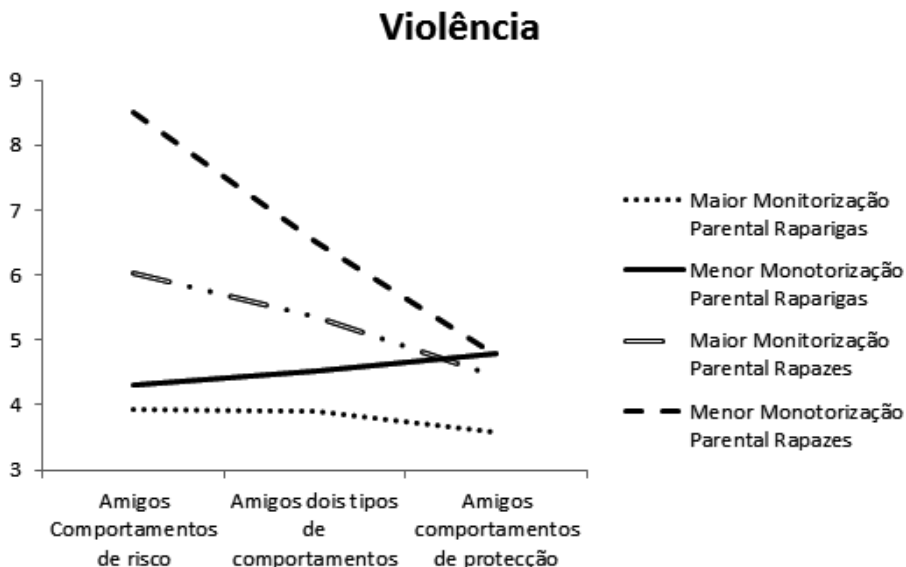 Violência
9
8
7
6
5
4
3
Amigos
Comportamentos
de risco
Amigos dois tipos
de
comportamentos
Amigos
comportamentos
de protecção
Maior Monitorização
Parental Raparigas
Menor Monotorização
Parental Raparigas
Maior Monitorização
Parental Rapazes
Menor Monotorização
Parental Rapazes